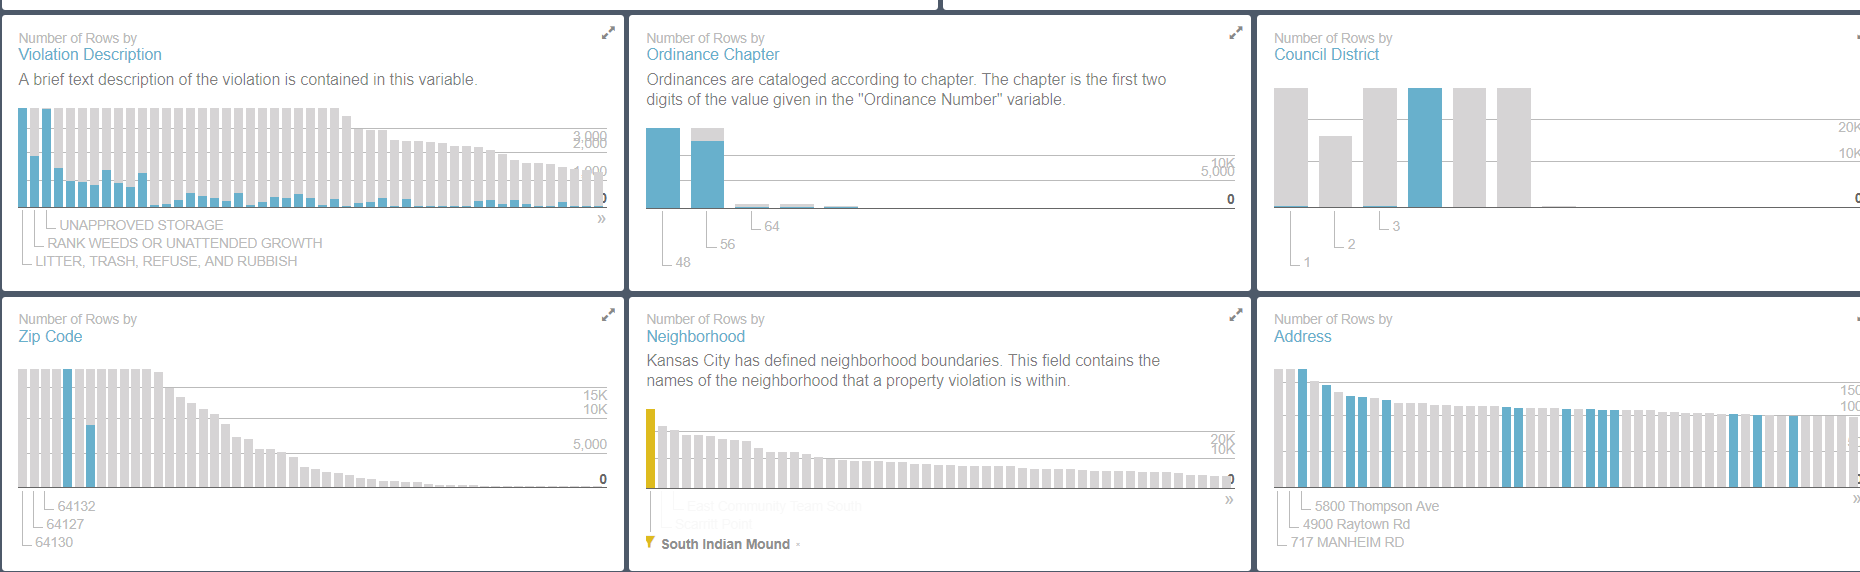 Number of Rows by
Violation Description
A brief text description of the violation is contained in this variable.
3,000
2,000
1,000
0
»
UNAPPROVED STORAGE
RANK WEEDS OR UNATTENDED GROWTH
LITTER, TRASH, REFUSE, AND RUBBISH
Number of Rows by
Ordinance Chapter
Ordinances are cataloged according to chapter. The chapter is the first two
digits of the value given in the "Ordinance Number" variable.
10K
5,000
0
64
56
48
Number of Rows by
Council District
20K
10K
0
3
2
1
Number of Rows by
Zip Code
15K
10K
5,000
0
64132
64127
64130
Number of Rows by
Neighborhood
Kansas City has defined neighborhood boundaries. This field contains the
names of the neighborhood that a property violation is within.
20K
10K
0
»
East Community Team South
Scarritt Point
South Indian Mound ×
Number of Rows by
Address
150
100
»
5800 Thompson Ave
4900 Raytown Rd
717 MANHEIM RD